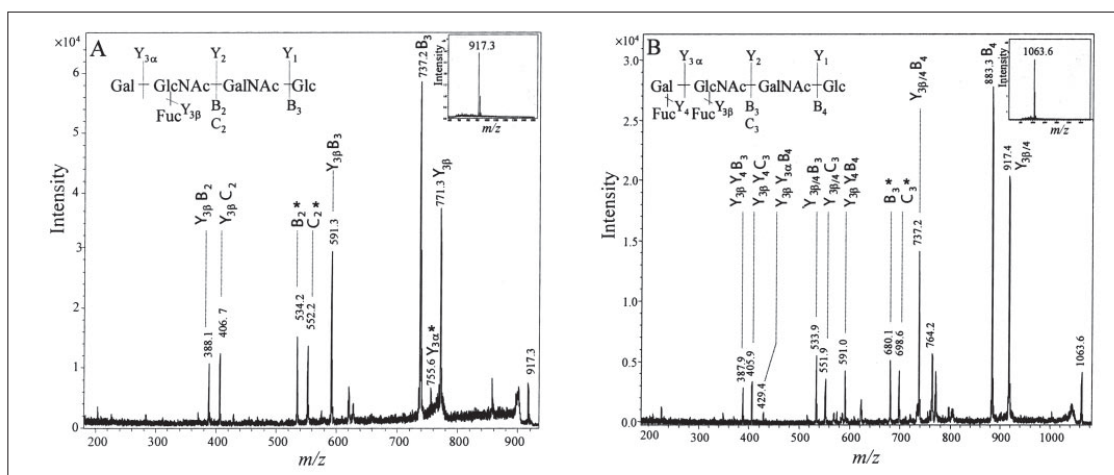 ×10⁴
A
Y3α Y2 Y1
Gal GlcNAc GalNAc Glc
Fuc Y3β B2 B3
C2
917.3
Intensity
m/z
737.2 B3
Y3βB2
Y3βC2
B2*
C2*
Y3βB3
591.3
771.3 Y3β
534.2
552.2
388.1
406.7
755.6 Y3α*
917.3
Intensity
6
5
4
3
2
1
0
200 300 400 500 600 700 800 900
m/z
×10⁴
B
Y3α Y2 Y1
Gal GlcNAc GalNAc Glc
Fuc Y4 Fuc Y3β B3 B4
C3
1063.6
Intensity
m/z
883.3 B4
Y3β/4 B4
917.4 Y3β/4
Y3β Y4 B3
Y3β Y4 C3
Y3β Y3α B4
Y3β/4 B3
Y3β/4 C3
Y3β Y4 B4
B3*
C3*
737.2
387.9
405.9
429.4
533.9
551.9
591.0
680.1
698.6
764.2
1063.6
Intensity
3.0
2.5
2.0
1.5
1.0
0.5
0.0
200 300 400 500 600 700 800 900 1000
m/z